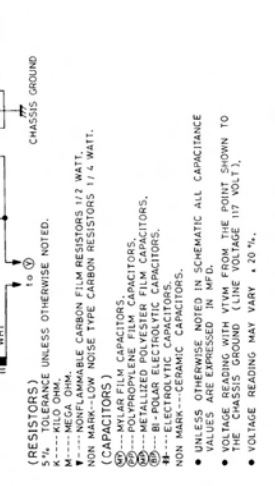 WHT
CHASSIS GROUND
to Y
(RESISTORS)
5% TOLERANCE UNLESS OTHERWISE NOTED.
K----KILO OHM.
M----MEGA OHM.
▼----NONFLAMMABLE CARBON FILM RESISTORS 1/2 WATT.
NON MARK--LOW NOISE TYPE CARBON RESISTORS 1/4 WATT.
(CAPACITORS)
MY----MYLAR FILM CAPACITORS.
----POLYPROPYLENE FILM CAPACITORS.
----METALLIZED POLYESTER FILM CAPACITORS.
BP----BI-POLAR ELECTROLYTIC CAPACITORS.
----ELECTROLYTIC CAPACITORS.
NON MARK---CERAMIC CAPACITORS.
● UNLESS OTHERWISE NOTED IN SCHEMATIC ALL CAPACITANCE
VALUES ARE EXPRESSED IN MFD.
● VOLTAGE READING WITH VTVM FROM THE POINT SHOWN TO
THE CHASSIS GROUND (LINE VOLTAGE 117 VOLT).
● VOLTAGE READING MAY VARY ± 20%.